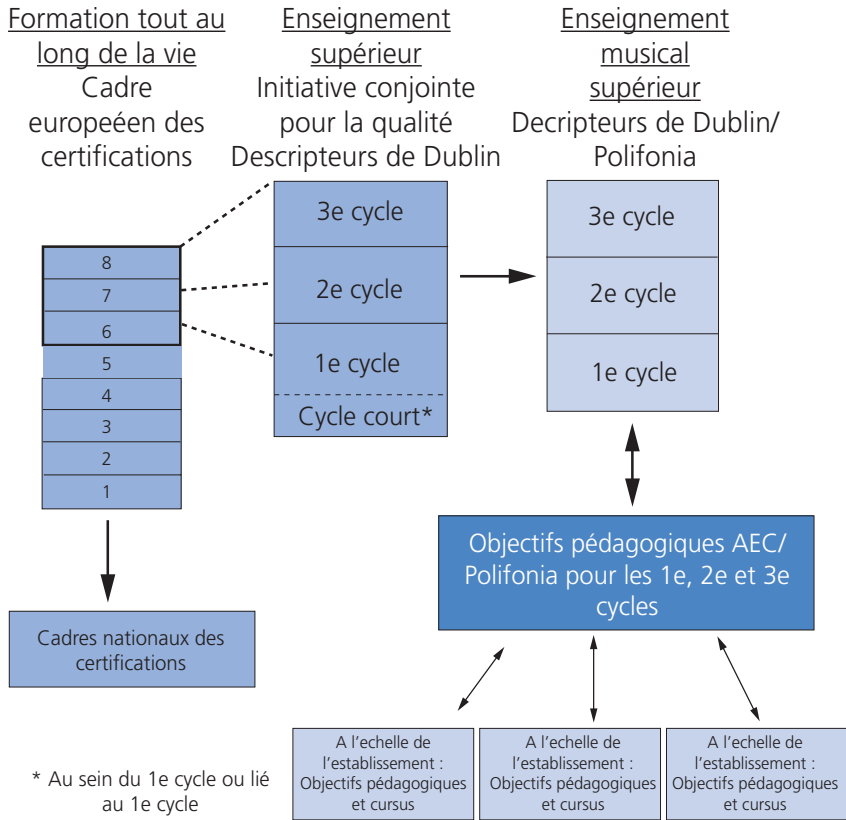 Formation tout au
long de la vie
Cadre
europeéen des
certifications
Enseignement
supérieur
Initiative conjointe
pour la qualité
Descripteurs de Dublin
Enseignement
musical
supérieur
Decripteurs de Dublin/
Polifonia
8
7
6
5
4
3
2
1
3e cycle
2e cycle
1e cycle
Cycle court*
3e cycle
2e cycle
1e cycle
Objectifs pédagogiques AEC/
Polifonia pour les 1e, 2e et 3e
cycles
Cadres nationaux des
certifications
A l'echelle de
l'establissement :
Objectifs pédagogiques
et cursus
A l'echelle de
l'establissement :
Objectifs pédagogiques
et cursus
A l'echelle de
l'establissement :
Objectifs pédagogiques
et cursus
* Au sein du 1e cycle ou lié
au 1e cycle